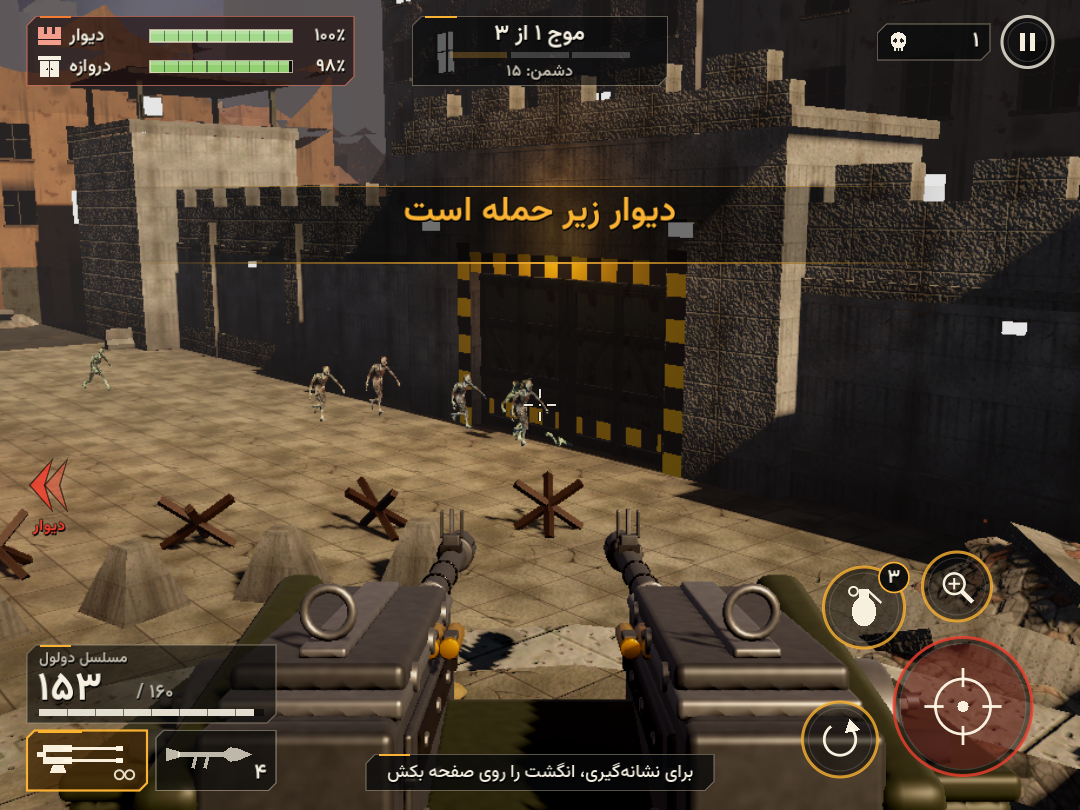 دیوار ۱۰۰٪
دروازه ۹۸٪
موج ۱ از ۳
دشمن: ۱۵
۱
دیوار زیر حمله است
دیوار
۳
مسلسل دولول
۱۵۳ / ۱۶۰
∞
۴
برای نشانه‌گیری، انگشت را روی صفحه بکش